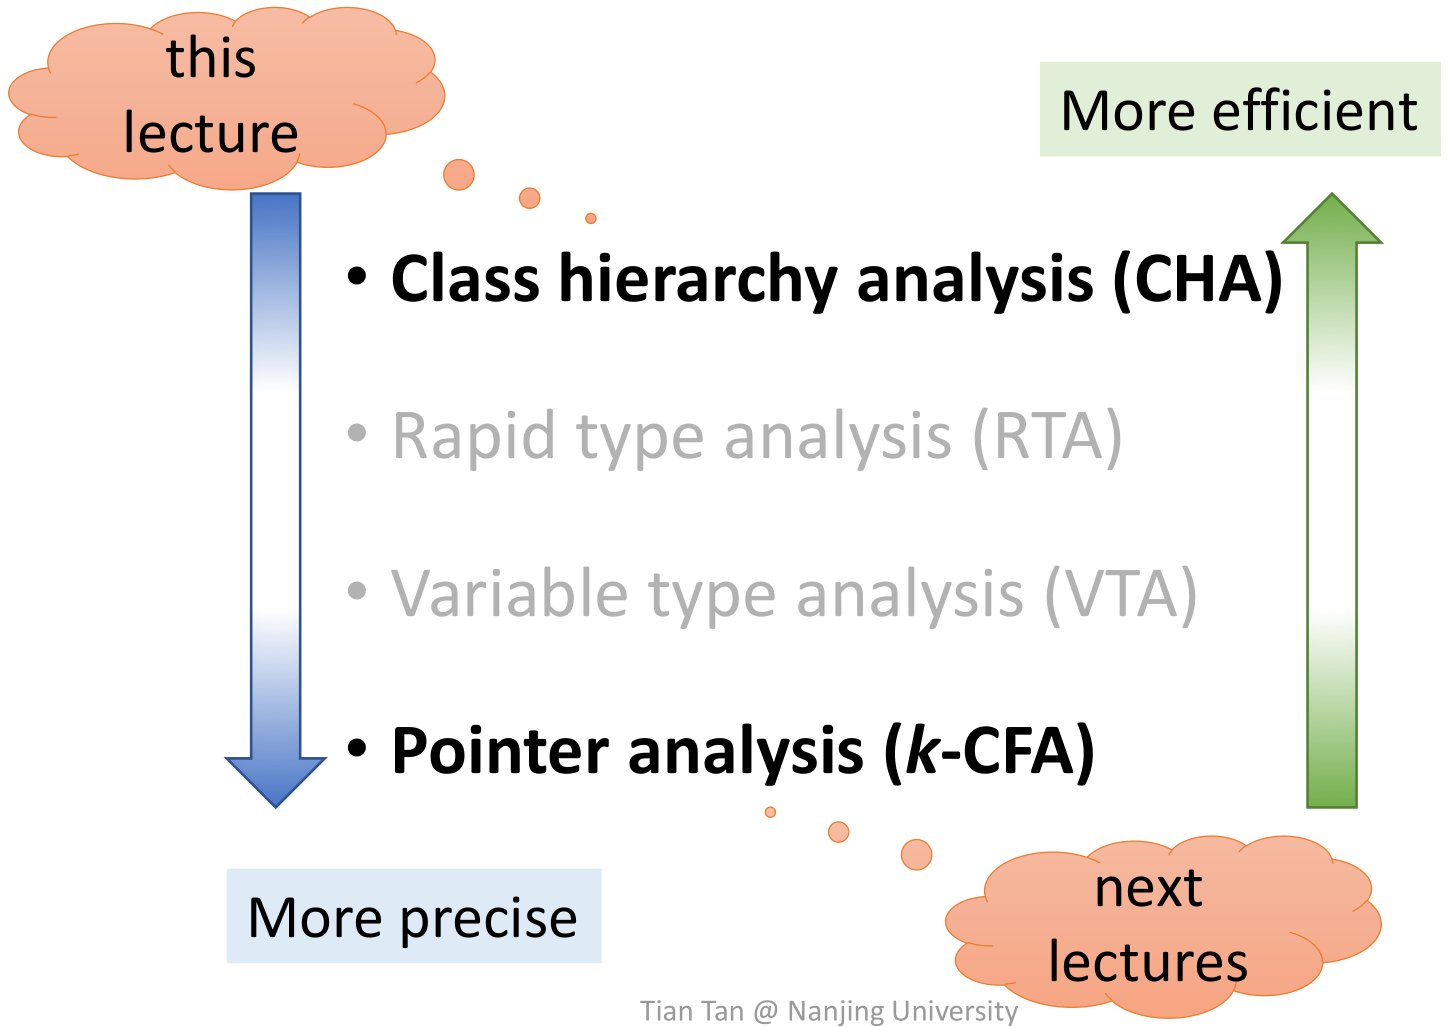 this
lecture
More efficient
• Class hierarchy analysis (CHA)
• Rapid type analysis (RTA)
• Variable type analysis (VTA)
• Pointer analysis (k-CFA)
More precise
next
lectures
Tian Tan @ Nanjing University